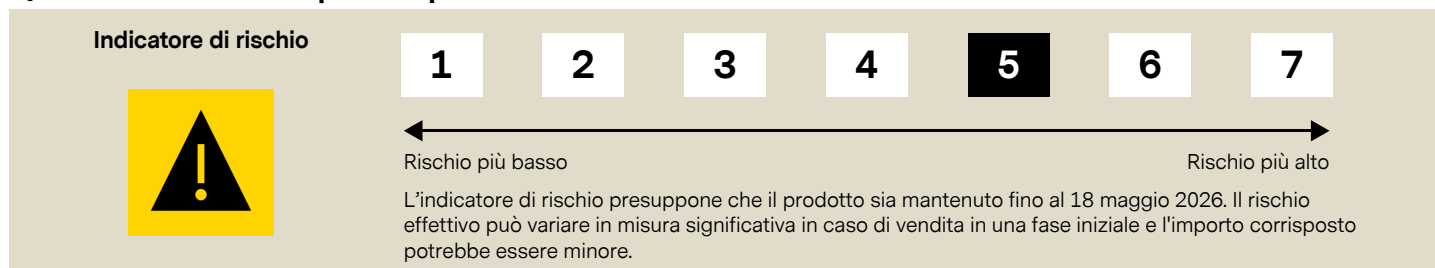 Indicatore di rischio
1 2 3 4 5 6 7
Rischio più basso
Rischio più alto
L'indicatore di rischio presuppone che il prodotto sia mantenuto fino al 18 maggio 2026. Il rischio
effettivo può variare in misura significativa in caso di vendita in una fase iniziale e l'importo corrisposto
potrebbe essere minore.